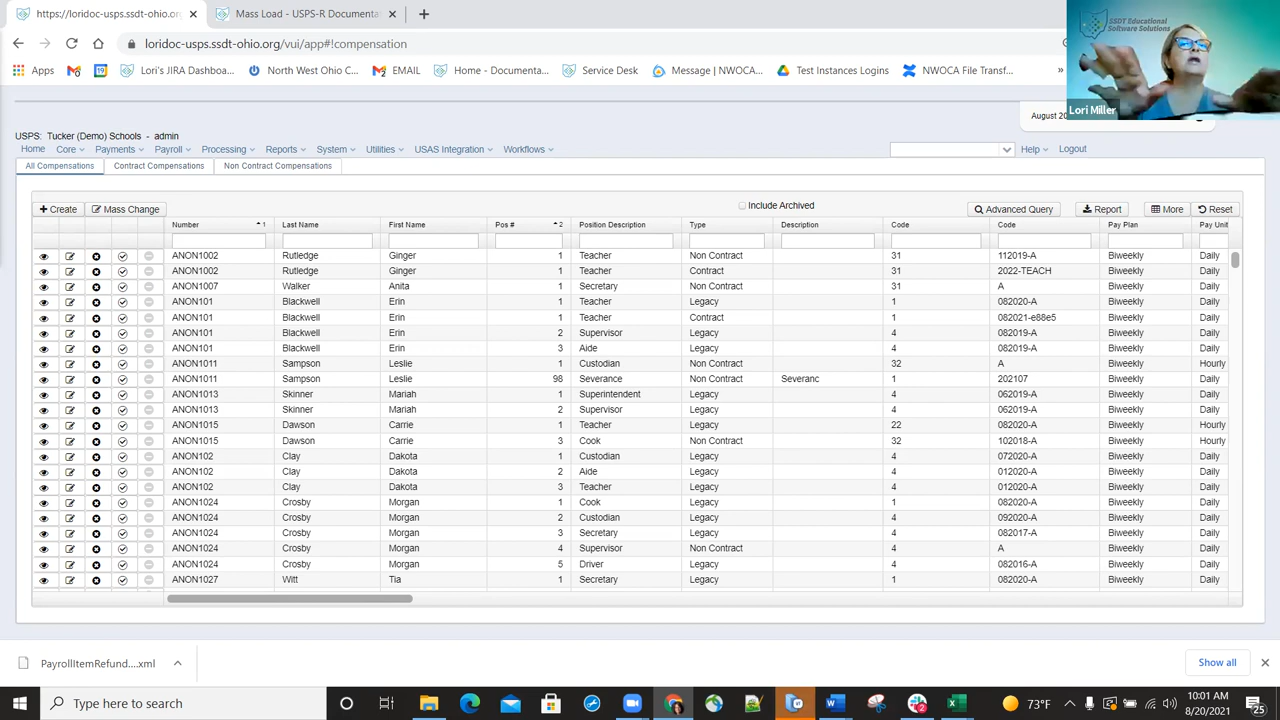 https://loridoc-usps.ssdt-ohio.org/ Mass Load - USPS-R Documenta
loridoc-usps.ssdt-ohio.org/vui/app#!compensation
Apps Lori's JIRA Dashboa... North West Ohio C... EMAIL Home - Documenta... Service Desk Message | NWOCA... Test Instances Logins NWOCA File Transf... »
SSDT Educational
Software Solutions
Lori Miller
USPS: Tucker (Demo) Schools - admin
August 20
Home Core Payments Payroll Processing Reports System Utilities USAS Integration Workflows Help Logout
All Compensations Contract Compensations Non Contract Compensations
Create Mass Change Include Archived Advanced Query Report More Reset
Number 1 Last Name First Name Pos # 2 Position Description Type Description Code Code Pay Plan Pay Unit
ANON1002 Rutledge Ginger 1 Teacher Non Contract 31 112019-A Biweekly Daily
ANON1002 Rutledge Ginger 1 Teacher Contract 31 2022-TEACH Biweekly Daily
ANON1007 Walker Anita 1 Secretary Non Contract 31 A Biweekly Daily
ANON101 Blackwell Erin 1 Teacher Legacy 1 082020-A Biweekly Daily
ANON101 Blackwell Erin 1 Teacher Contract 1 082021-e88e5 Biweekly Daily
ANON101 Blackwell Erin 2 Supervisor Legacy 4 082019-A Biweekly Daily
ANON101 Blackwell Erin 3 Aide Legacy 4 082019-A Biweekly Daily
ANON1011 Sampson Leslie 1 Custodian Non Contract 32 A Biweekly Hourly
ANON1011 Sampson Leslie 98 Severance Non Contract Severanc 1 202107 Biweekly Daily
ANON1013 Skinner Mariah 1 Superintendent Legacy 4 062019-A Biweekly Daily
ANON1013 Skinner Mariah 2 Supervisor Legacy 4 062019-A Biweekly Daily
ANON1015 Dawson Carrie 1 Teacher Legacy 22 082020-A Biweekly Hourly
ANON1015 Dawson Carrie 3 Cook Non Contract 32 102018-A Biweekly Hourly
ANON102 Clay Dakota 1 Custodian Legacy 4 072020-A Biweekly Daily
ANON102 Clay Dakota 2 Aide Legacy 4 012020-A Biweekly Daily
ANON102 Clay Dakota 3 Teacher Legacy 4 012020-A Biweekly Daily
ANON1024 Crosby Morgan 1 Cook Legacy 1 082020-A Biweekly Daily
ANON1024 Crosby Morgan 2 Custodian Legacy 4 092020-A Biweekly Daily
ANON1024 Crosby Morgan 3 Secretary Legacy 4 082017-A Biweekly Daily
ANON1024 Crosby Morgan 4 Supervisor Non Contract 4 A Biweekly Daily
ANON1024 Crosby Morgan 5 Driver Legacy 4 082016-A Biweekly Daily
ANON1027 Witt Tia 1 Secretary Legacy 1 082020-A Biweekly Daily
PayrollItemRefund....xml Show all
Type here to search 73°F 10:01 AM
8/20/2021 25